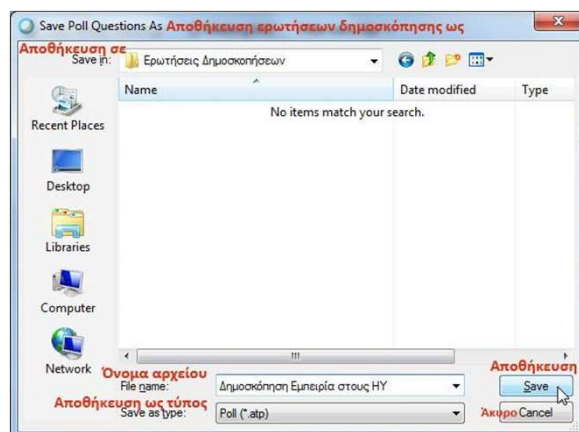 Save Poll Questions As Αποθήκευση ερωτήσεων δημοσκόπησης ως
Αποθήκευση σε
Save in: Ερωτήσεις Δημοσκοπήσεων
Name Date modified Type
No items match your search.
Recent Places
Desktop
Libraries
Computer
Network
Όνομα αρχείου
File name: Δημοσκόπηση Εμπειρία στους ΗΥ
Αποθήκευση
Save
Αποθήκευση ως τύπος
Save as type: Poll (*.atp)
Άκυρο Cancel